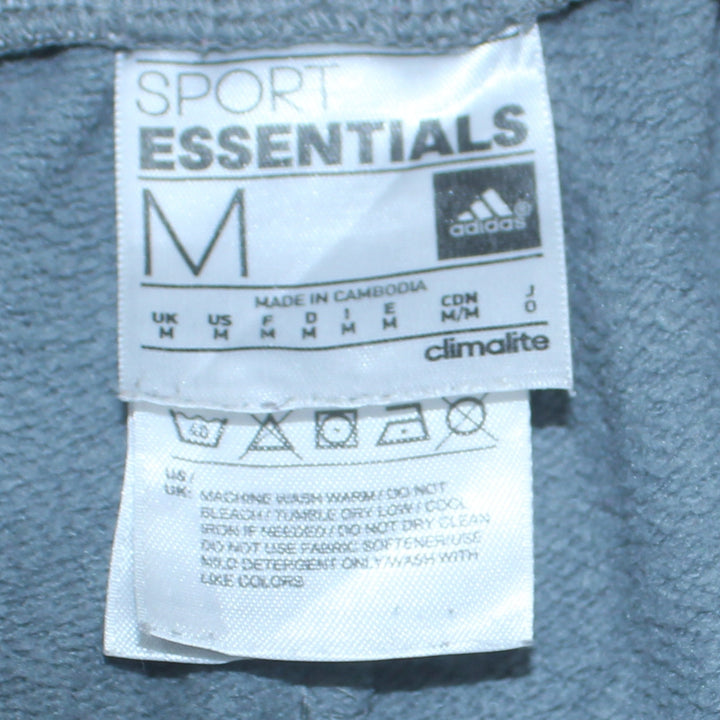 SPORT
ESSENTIALS
M
adidas®
MADE IN CAMBODIA
UK US F D I E CDN J
M M M M M M M/M O
climalite
40
US /
UK: MACHINE WASH WARM / DO NOT
BLEACH / TUMBLE DRY LOW / COOL
IRON IF NEEDED / DO NOT DRY CLEAN
DO NOT USE FABRIC SOFTENER/USE
MILD DETERGENT ONLY/WASH WITH
LIKE COLORS